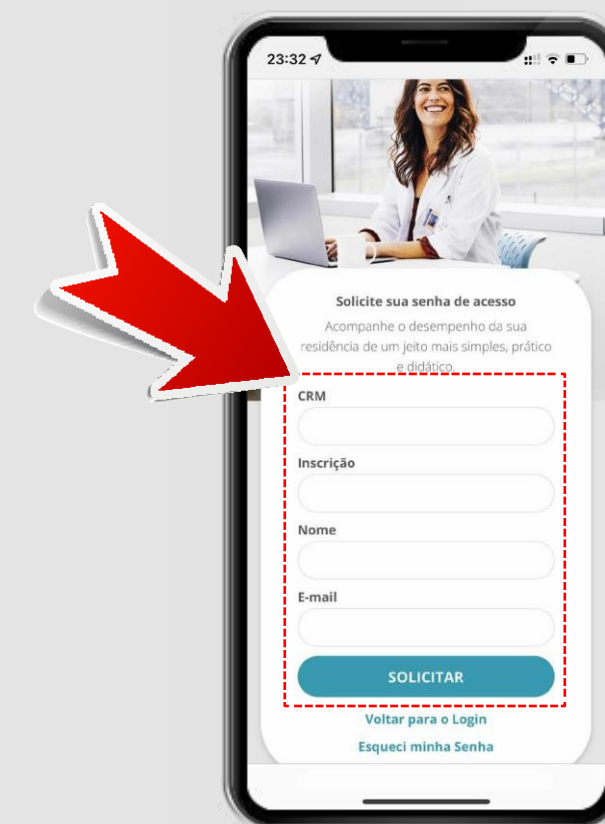 23:32
Solicite sua senha de acesso
Acompanhe o desempenho da sua
residência de um jeito mais simples, prático
e didático.
CRM
Inscrição
Nome
E-mail
SOLICITAR
Voltar para o Login
Esqueci minha Senha